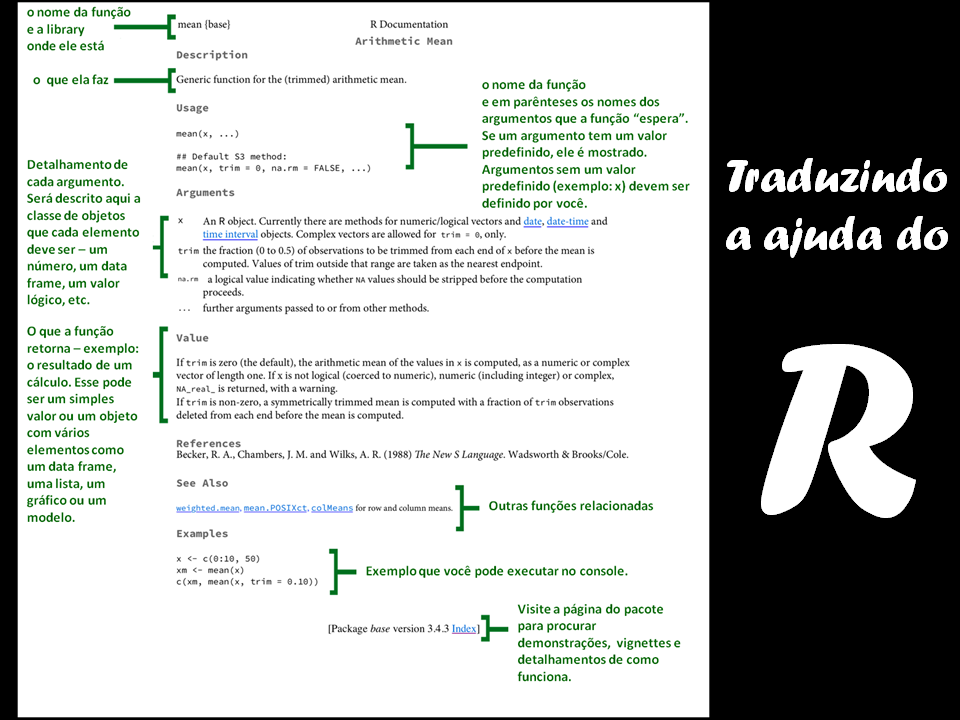 o nome da função
e a library
onde ele está
mean {base}
R Documentation
Arithmetic Mean
Description
o que ela faz
Generic function for the (trimmed) arithmetic mean.
Usage
mean(x, ...)
## Default S3 method:
mean(x, trim = 0, na.rm = FALSE, ...)
o nome da função
e em parênteses os nomes dos
argumentos que a função “espera”.
Se um argumento tem um valor
predefinido, ele é mostrado.
Argumentos sem um valor
predefinido (exemplo: x) devem ser
definido por você.
Arguments
Detalhamento de
cada argumento.
Será descrito aqui a
classe de objetos
que cada elemento
deve ser – um
número, um data
frame, um valor
lógico, etc.
x An R object. Currently there are methods for numeric/logical vectors and date, date-time and
time interval objects. Complex vectors are allowed for trim = 0, only.
trim the fraction (0 to 0.5) of observations to be trimmed from each end of x before the mean is
computed. Values of trim outside that range are taken as the nearest endpoint.
na.rm a logical value indicating whether NA values should be stripped before the computation
proceeds.
... further arguments passed to or from other methods.
O que a função
retorna – exemplo:
o resultado de um
cálculo. Esse pode
ser um simples
valor ou um objeto
com vários
elementos como
um data frame,
uma lista, um
gráfico ou um
modelo.
Value
If trim is zero (the default), the arithmetic mean of the values in x is computed, as a numeric or complex
vector of length one. If x is not logical (coerced to numeric), numeric (including integer) or complex,
NA_real_ is returned, with a warning.
If trim is non-zero, a symmetrically trimmed mean is computed with a fraction of trim observations
deleted from each end before the mean is computed.
References
Becker, R. A., Chambers, J. M. and Wilks, A. R. (1988) The New S Language. Wadsworth & Brooks/Cole.
See Also
weighted.mean, mean.POSIXct, colMeans for row and column means.
Outras funções relacionadas
Examples
x <- c(0:10, 50)
xm <- mean(x)
c(xm, mean(x, trim = 0.10))
Exemplo que você pode executar no console.
[Package base version 3.4.3 Index]
Visite a página do pacote
para procurar
demonstrações, vignettes e
detalhamentos de como
funciona.
Traduzindo
a ajuda do
R